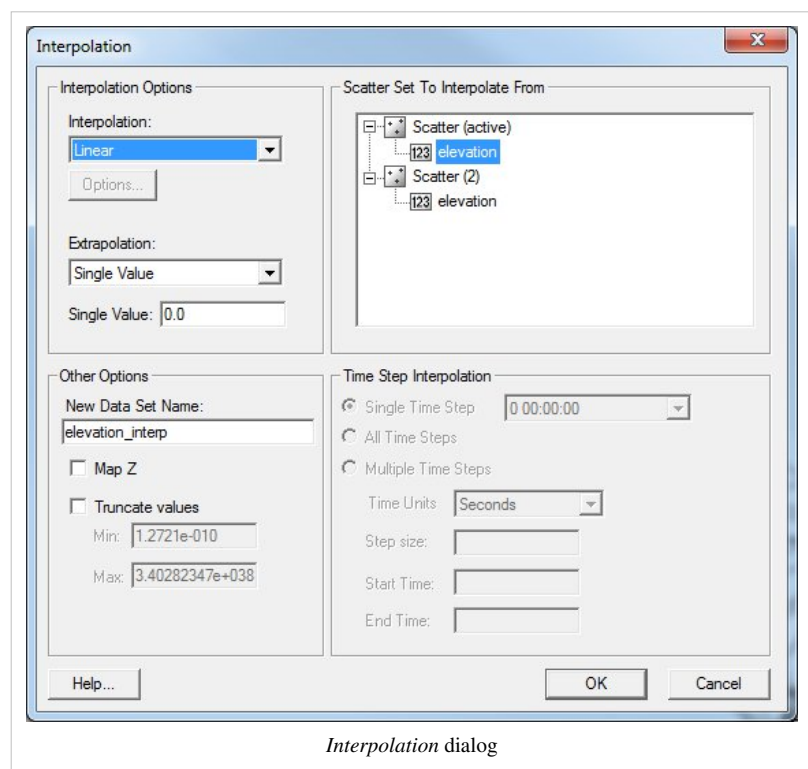 Interpolation
Interpolation Options
Interpolation:
Linear
Options...
Extrapolation:
Single Value
Single Value: 0.0
Scatter Set To Interpolate From
Scatter (active)
123 elevation
Scatter (2)
123 elevation
Other Options
New Data Set Name:
elevation_interp
Map Z
Truncate values
Min: 1.2721e-010
Max: 3.40282347e+038
Time Step Interpolation
Single Time Step 0 00:00:00
All Time Steps
Multiple Time Steps
Time Units Seconds
Step size:
Start Time:
End Time:
Help...
OK
Cancel
Interpolation dialog